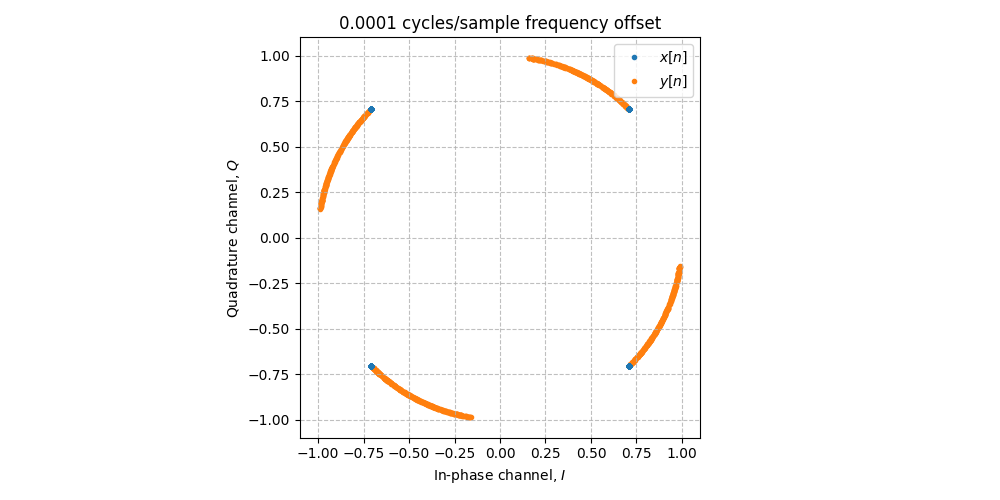 0.0001 cycles/sample frequency offset
x[n]
y[n]
1.00
0.75
0.50
0.25
0.00
−0.25
−0.50
−0.75
−1.00
Quadrature channel, Q
−1.00 −0.75 −0.50 −0.25 0.00 0.25 0.50 0.75 1.00
In-phase channel, I